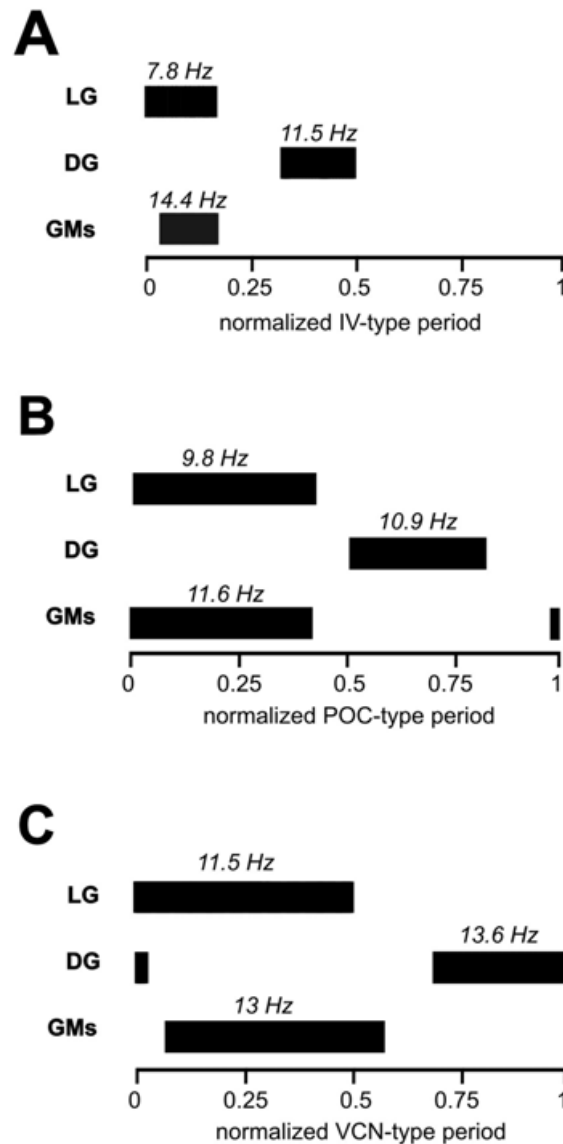 A
7.8 Hz
LG
11.5 Hz
DG
14.4 Hz
GMs
0 0.25 0.5 0.75 1
normalized IV-type period
B
9.8 Hz
LG
10.9 Hz
DG
11.6 Hz
GMs
0 0.25 0.5 0.75 1
normalized POC-type period
C
11.5 Hz
LG
13.6 Hz
DG
13 Hz
GMs
0 0.25 0.5 0.75 1
normalized VCN-type period